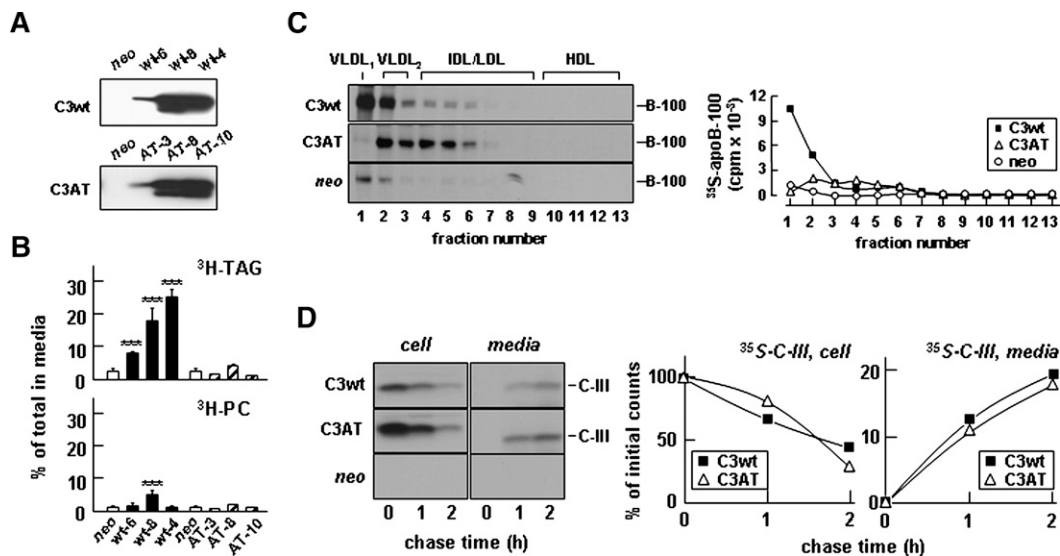 A
neo wt-6 wt-8 wt-4
C3wt
neo AT-3 AT-8 AT-10
C3AT
B
³H-TAG
30
20
10
0
***
***
***
³H-PC
30
20
10
0
***
% of total in media
neo wt-6 wt-8 wt-4 neo AT-3 AT-8 AT-10
C
VLDL₁ VLDL₂ IDL/LDL HDL
C3wt B-100
C3AT B-100
neo B-100
1 2 3 4 5 6 7 8 9 10 11 12 13
fraction number
³⁵S-apoB-100
(cpm x 10⁻³)
12
9
6
3
0
C3wt
C3AT
neo
1 2 3 4 5 6 7 8 9 10 11 12 13
fraction number
D
cell media
C3wt C-III
C3AT C-III
neo
0 1 2 0 1 2
chase time (h)
³⁵S-C-III, cell
% of initial counts
100
50
0
C3wt
C3AT
0 1 2
³⁵S-C-III, media
20
10
0
C3wt
C3AT
0 1 2
chase time (h)